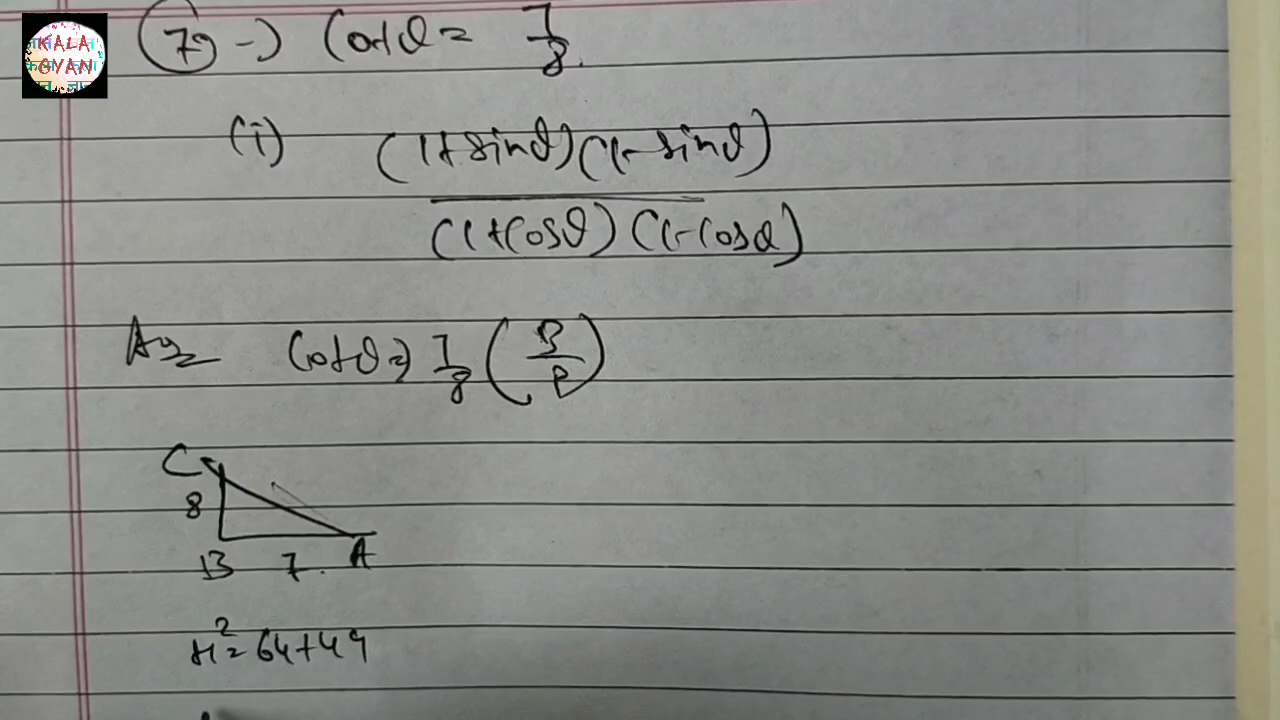 KALA
GYAN
7) -> Cotθ = 7/8.
(i) (1+sinθ)(1-sinθ)
(1+Cosθ)(1-Cosθ)
Ans Cotθ = 7/8 (B/P)
C
8
B 7 A
H²=64+49